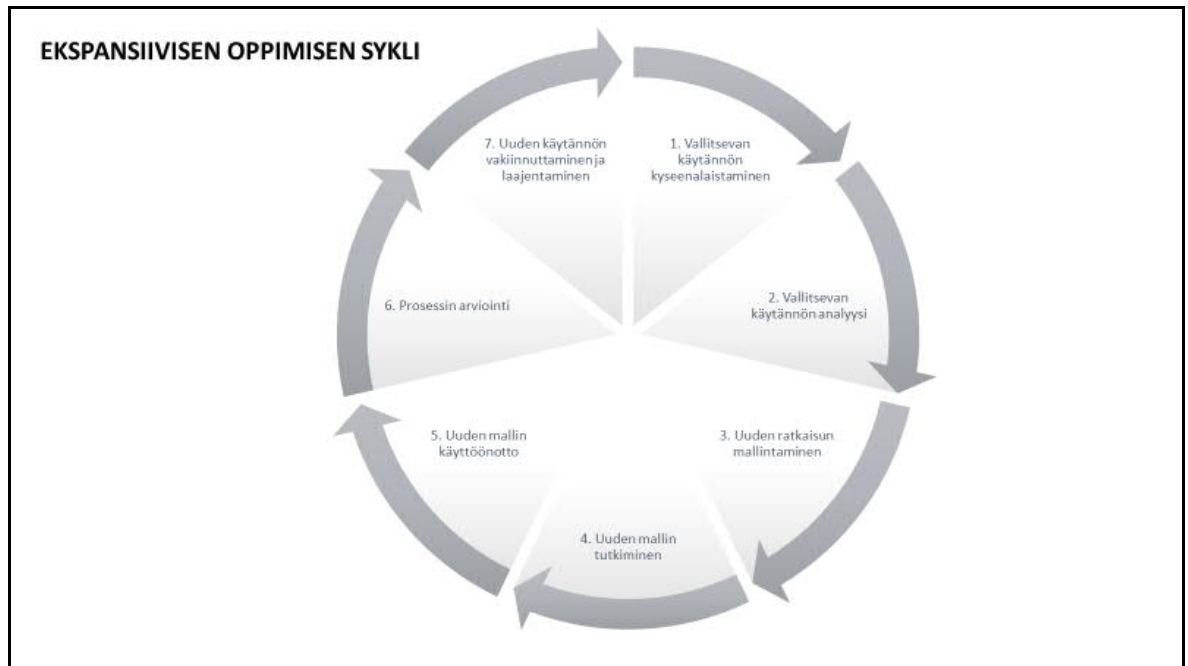 EKSPANSIIVISEN OPPIMISEN SYKLI
1. Vallitsevan
käytännön
kyseenalaistaminen
2. Vallitsevan
käytännön analyysi
3. Uuden ratkaisun
mallintaminen
4. Uuden mallin
tutkiminen
5. Uuden mallin
käyttöönotto
6. Prosessin arviointi
7. Uuden käytännön
vakiinnuttaminen ja
laajentaminen